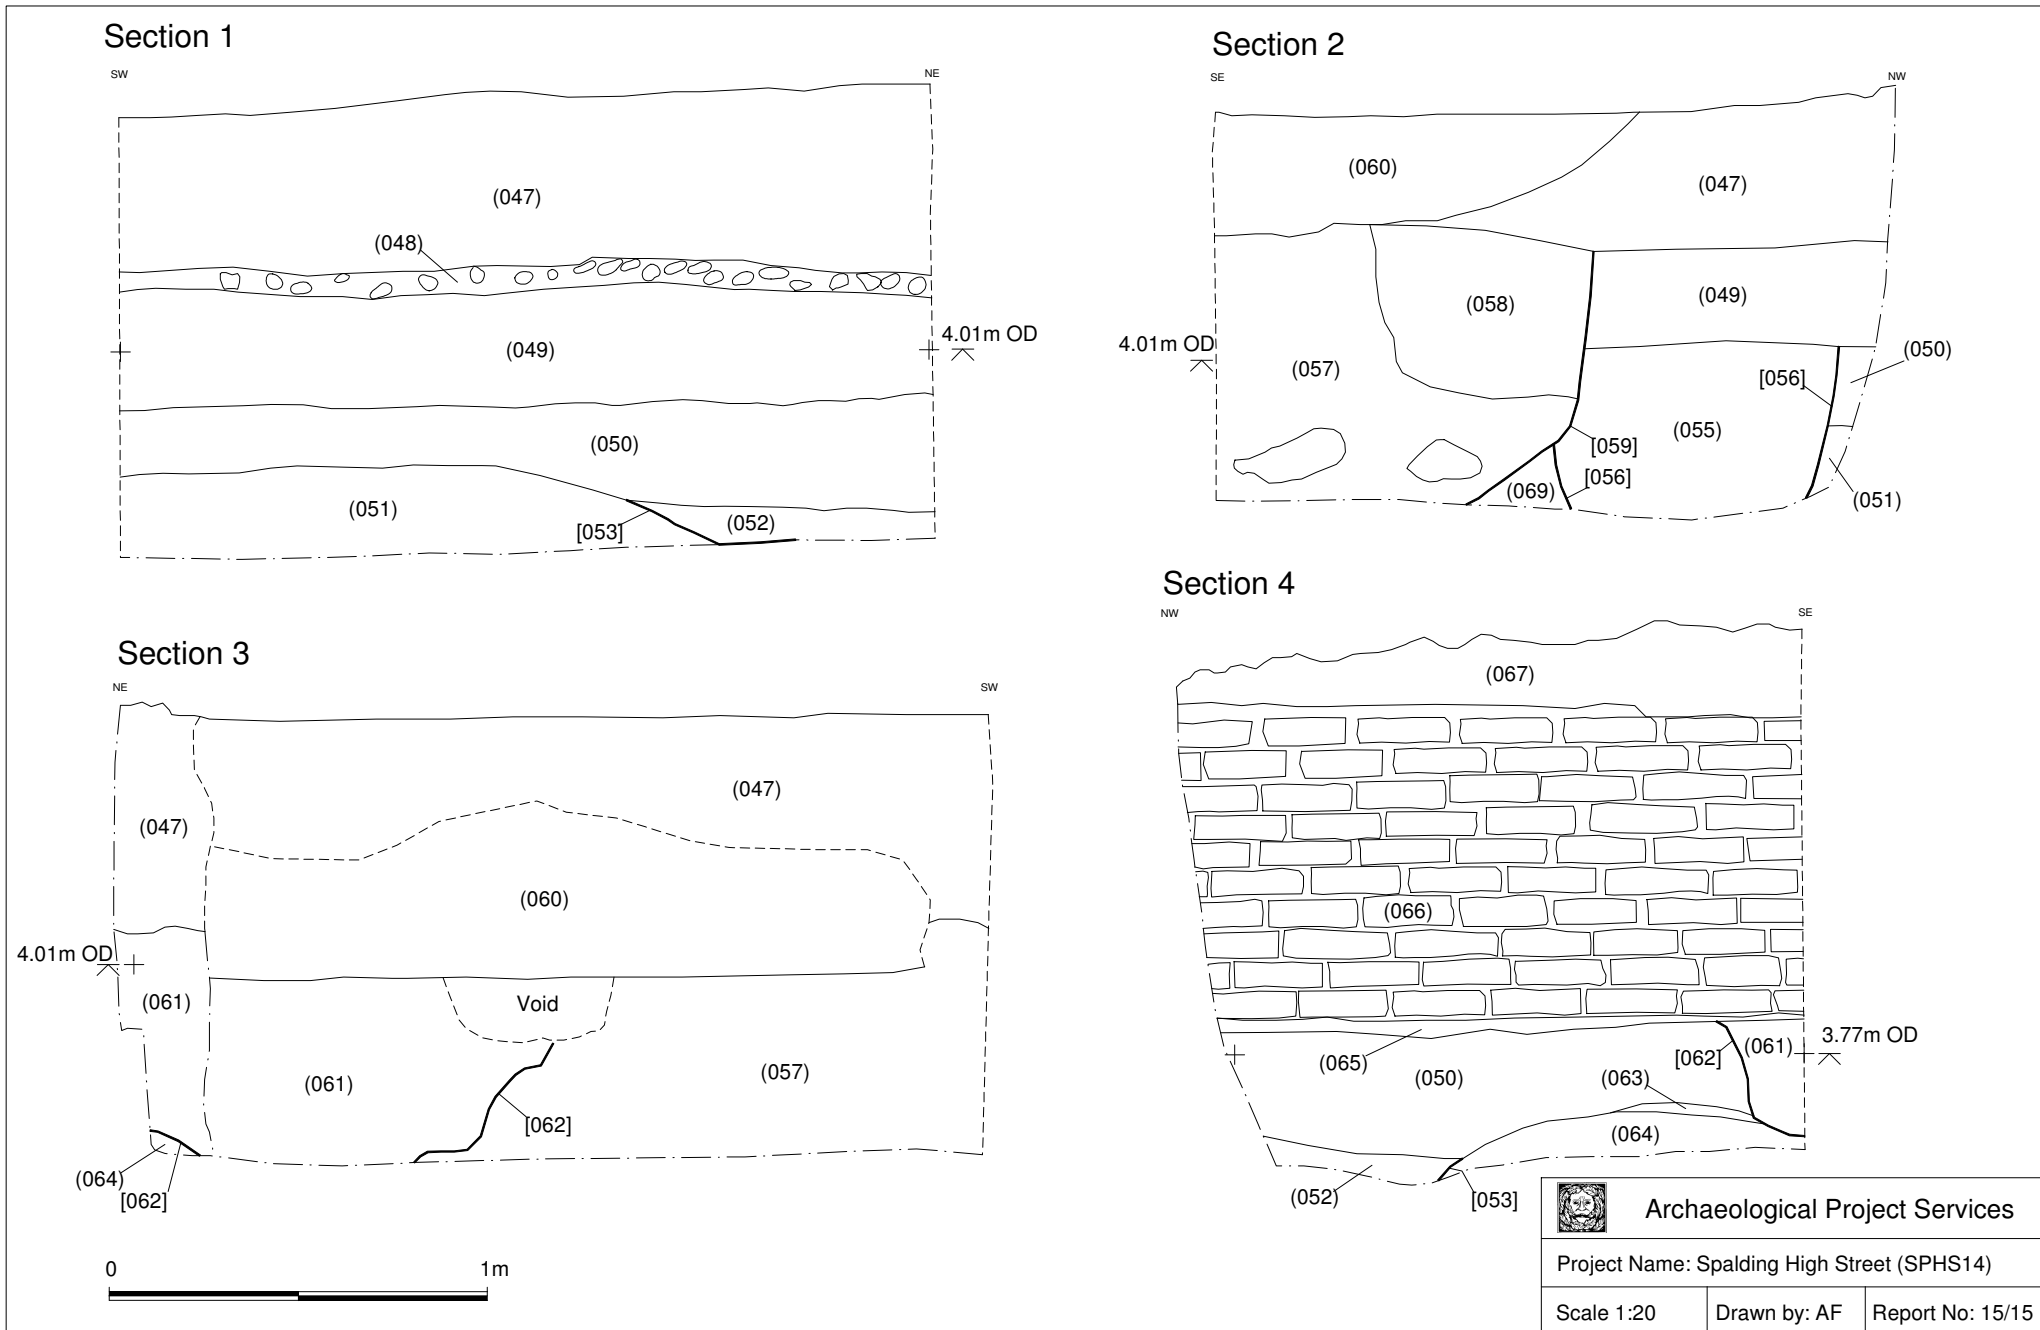 Section 1
SW
NE
(047)
(048)
(049)
4.01m OD
(050)
(051)
[053]
(052)
Section 2
SE
NW
(060)
(047)
(058)
(049)
4.01m OD
(057)
(050)
[056]
(055)
[059]
[056]
(069)
(051)
Section 3
NE
SW
(047)
(047)
(060)
4.01m OD
(061)
Void
(061)
(057)
[062]
(064)
[062]
0
1m
Section 4
NW
SE
(067)
(066)
3.77m OD
(065)
[062]
(061)
(050)
(063)
(064)
(052)
[053]
Archaeological Project Services
Project Name: Spalding High Street (SPHS14)
Scale 1:20
Drawn by: AF
Report No: 15/15